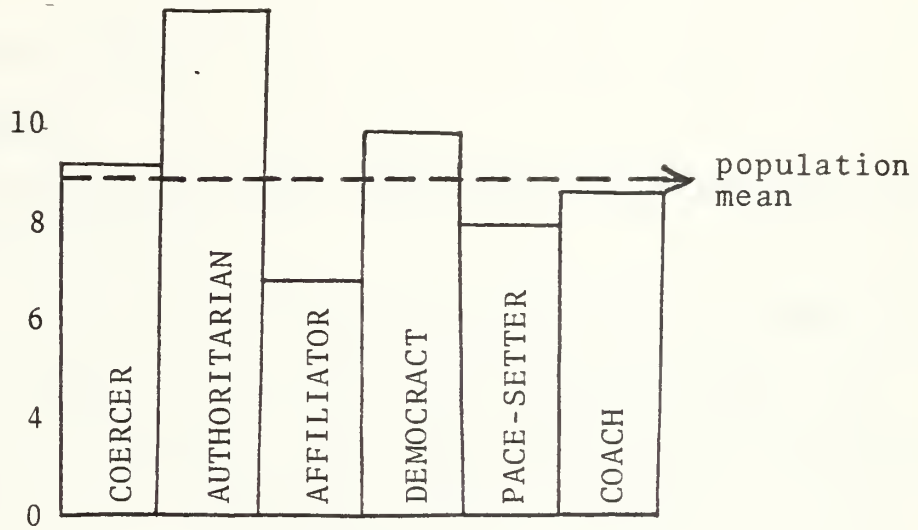 10
8
6
4
0
COERCER
AUTHORITARIAN
AFFILIATOR
DEMOCRACT
PACE-SETTER
COACH
population
mean